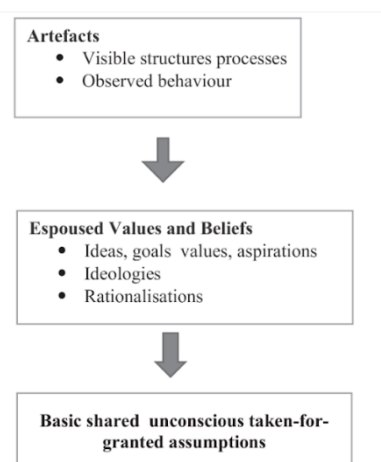 Artefacts
• Visible structures processes
• Observed behaviour
Espoused Values and Beliefs
• Ideas, goals values, aspirations
• Ideologies
• Rationalisations
Basic shared unconscious taken-for-
granted assumptions